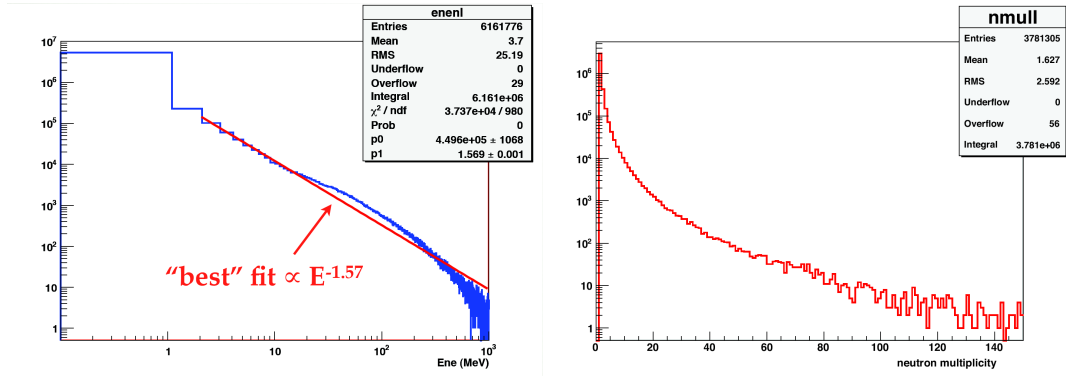 enenl
Entries 6161776
Mean 3.7
RMS 25.19
Underflow 0
Overflow 29
Integral 6.161e+06
χ² / ndf 3.737e+04 / 980
Prob 0
p0 4.496e+05 ± 1068
p1 1.569 ± 0.001
10⁷
10⁶
10⁵
10⁴
10³
10²
10
1
“best” fit ∝ E⁻¹·⁵⁷
1 10 10² 10³
Ene (MeV)
nmull
Entries 3781305
Mean 1.627
RMS 2.592
Underflow 0
Overflow 56
Integral 3.781e+06
10⁶
10⁵
10⁴
10³
10²
10
1
0 20 40 60 80 100 120 140
neutron multiplicity